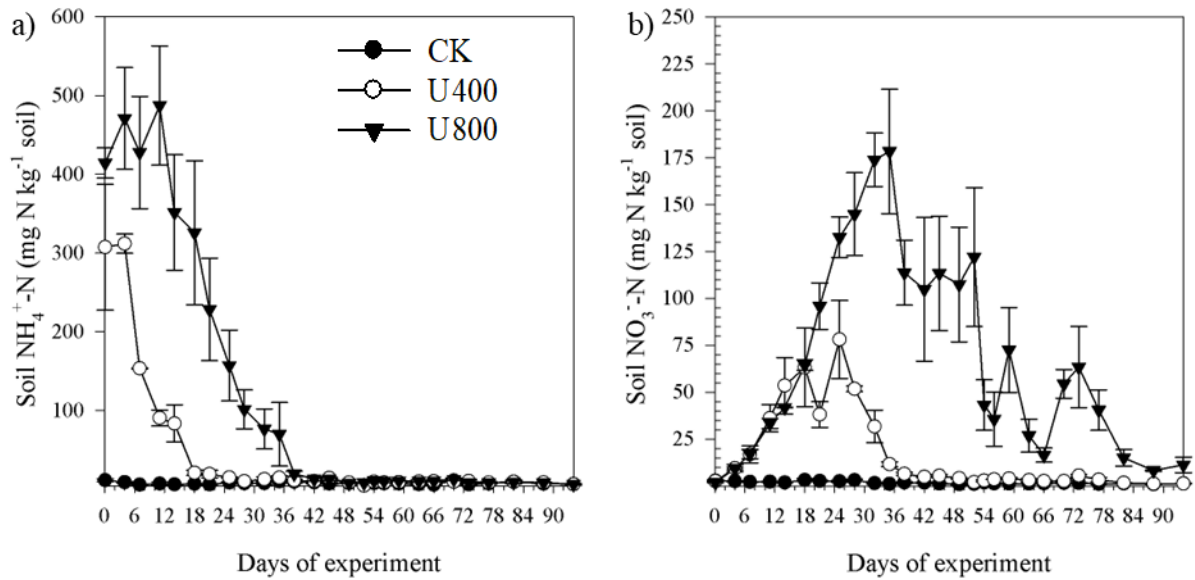 a)
Soil NH₄⁺-N (mg N kg⁻¹ soil)
600
500
400
300
200
100
CK
U400
U800
0 6 12 18 24 30 36 42 48 54 60 66 72 78 84 90
Days of experiment
b)
Soil NO₃⁻-N (mg N kg⁻¹ soil)
250
225
200
175
150
125
100
75
50
25
0 6 12 18 24 30 36 42 48 54 60 66 72 78 84 90
Days of experiment